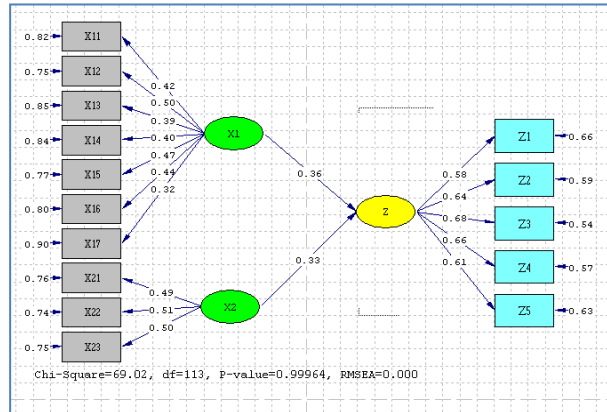 0.82 X11
0.75 X12
0.85 X13
0.84 X14
0.77 X15
0.80 X16
0.90 X17
0.76 X21
0.74 X22
0.75 X23
0.42
0.50
0.39
0.40
0.47
0.44
0.32
0.49
0.51
0.50
X1
X2
0.36
0.33
Z
0.58
0.64
0.68
0.66
0.61
Z1 0.66
Z2 0.59
Z3 0.54
Z4 0.57
Z5 0.63
Chi-Square=69.02, df=113, P-value=0.99964, RMSEA=0.000